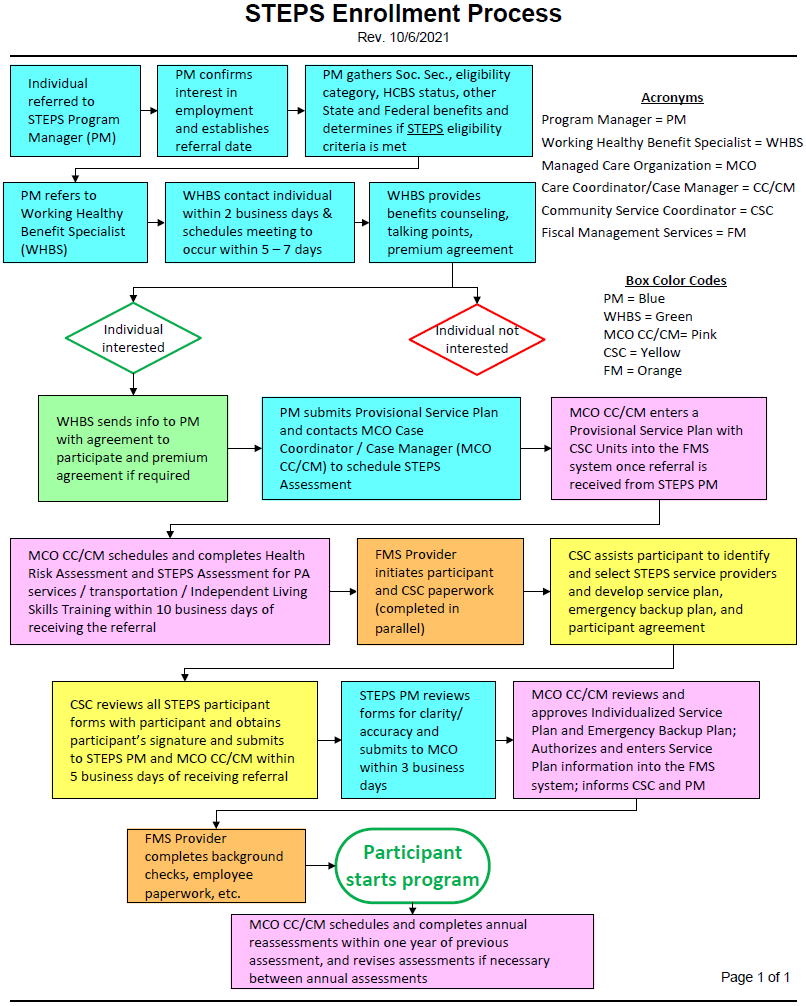 STEPS Enrollment Process
Rev. 10/6/2021
Individual
referred to
STEPS Program
Manager (PM)
PM confirms
interest in
employment
and establishes
referral date
PM gathers Soc. Sec., eligibility
category, HCBS status, other
State and Federal benefits and
determines if STEPS eligibility
criteria is met
Acronyms
Program Manager = PM
Working Healthy Benefit Specialist = WHBS
Managed Care Organization = MCO
Care Coordinator/Case Manager = CC/CM
Community Service Coordinator = CSC
Fiscal Management Services = FM
PM refers to
Working Healthy
Benefit Specialist
(WHBS)
WHBS contact individual
within 2 business days &
schedules meeting to
occur within 5 – 7 days
WHBS provides
benefits counseling,
talking points,
premium agreement
Box Color Codes
PM = Blue
WHBS = Green
MCO CC/CM= Pink
CSC = Yellow
FM = Orange
Individual
interested
Individual not
interested
WHBS sends info to PM
with agreement to
participate and premium
agreement if required
PM submits Provisional Service Plan
and contacts MCO Case
Coordinator / Case Manager (MCO
CC/CM) to schedule STEPS
Assessment
MCO CC/CM enters a
Provisional Service Plan with
CSC Units into the FMS
system once referral is
received from STEPS PM
MCO CC/CM schedules and completes Health
Risk Assessment and STEPS Assessment for PA
services / transportation / Independent Living
Skills Training within 10 business days of
receiving the referral
FMS Provider
initiates participant
and CSC paperwork
(completed in
parallel)
CSC assists participant to identify
and select STEPS service providers
and develop service plan,
emergency backup plan, and
participant agreement
CSC reviews all STEPS participant
forms with participant and obtains
participant’s signature and submits
to STEPS PM and MCO CC/CM within
5 business days of receiving referral
STEPS PM reviews
forms for clarity/
accuracy and
submits to MCO
within 3 business
days
MCO CC/CM reviews and
approves Individualized Service
Plan and Emergency Backup Plan;
Authorizes and enters Service
Plan information into the FMS
system; informs CSC and PM
FMS Provider
completes background
checks, employee
paperwork, etc.
Participant
starts program
MCO CC/CM schedules and completes annual
reassessments within one year of previous
assessment, and revises assessments if necessary
between annual assessments
Page 1 of 1